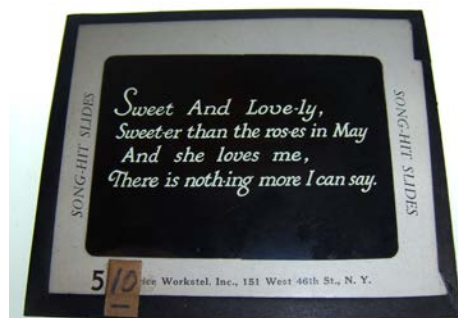 SONG-HIT SLIDES
Sweet And Love-ly,
Sweet-er than the ros-es in May
And she loves me,
There is noth-ing more I can say.
SONG-HIT SLIDES
5
10
Workstel, Inc., 151 West 46th St., N. Y.